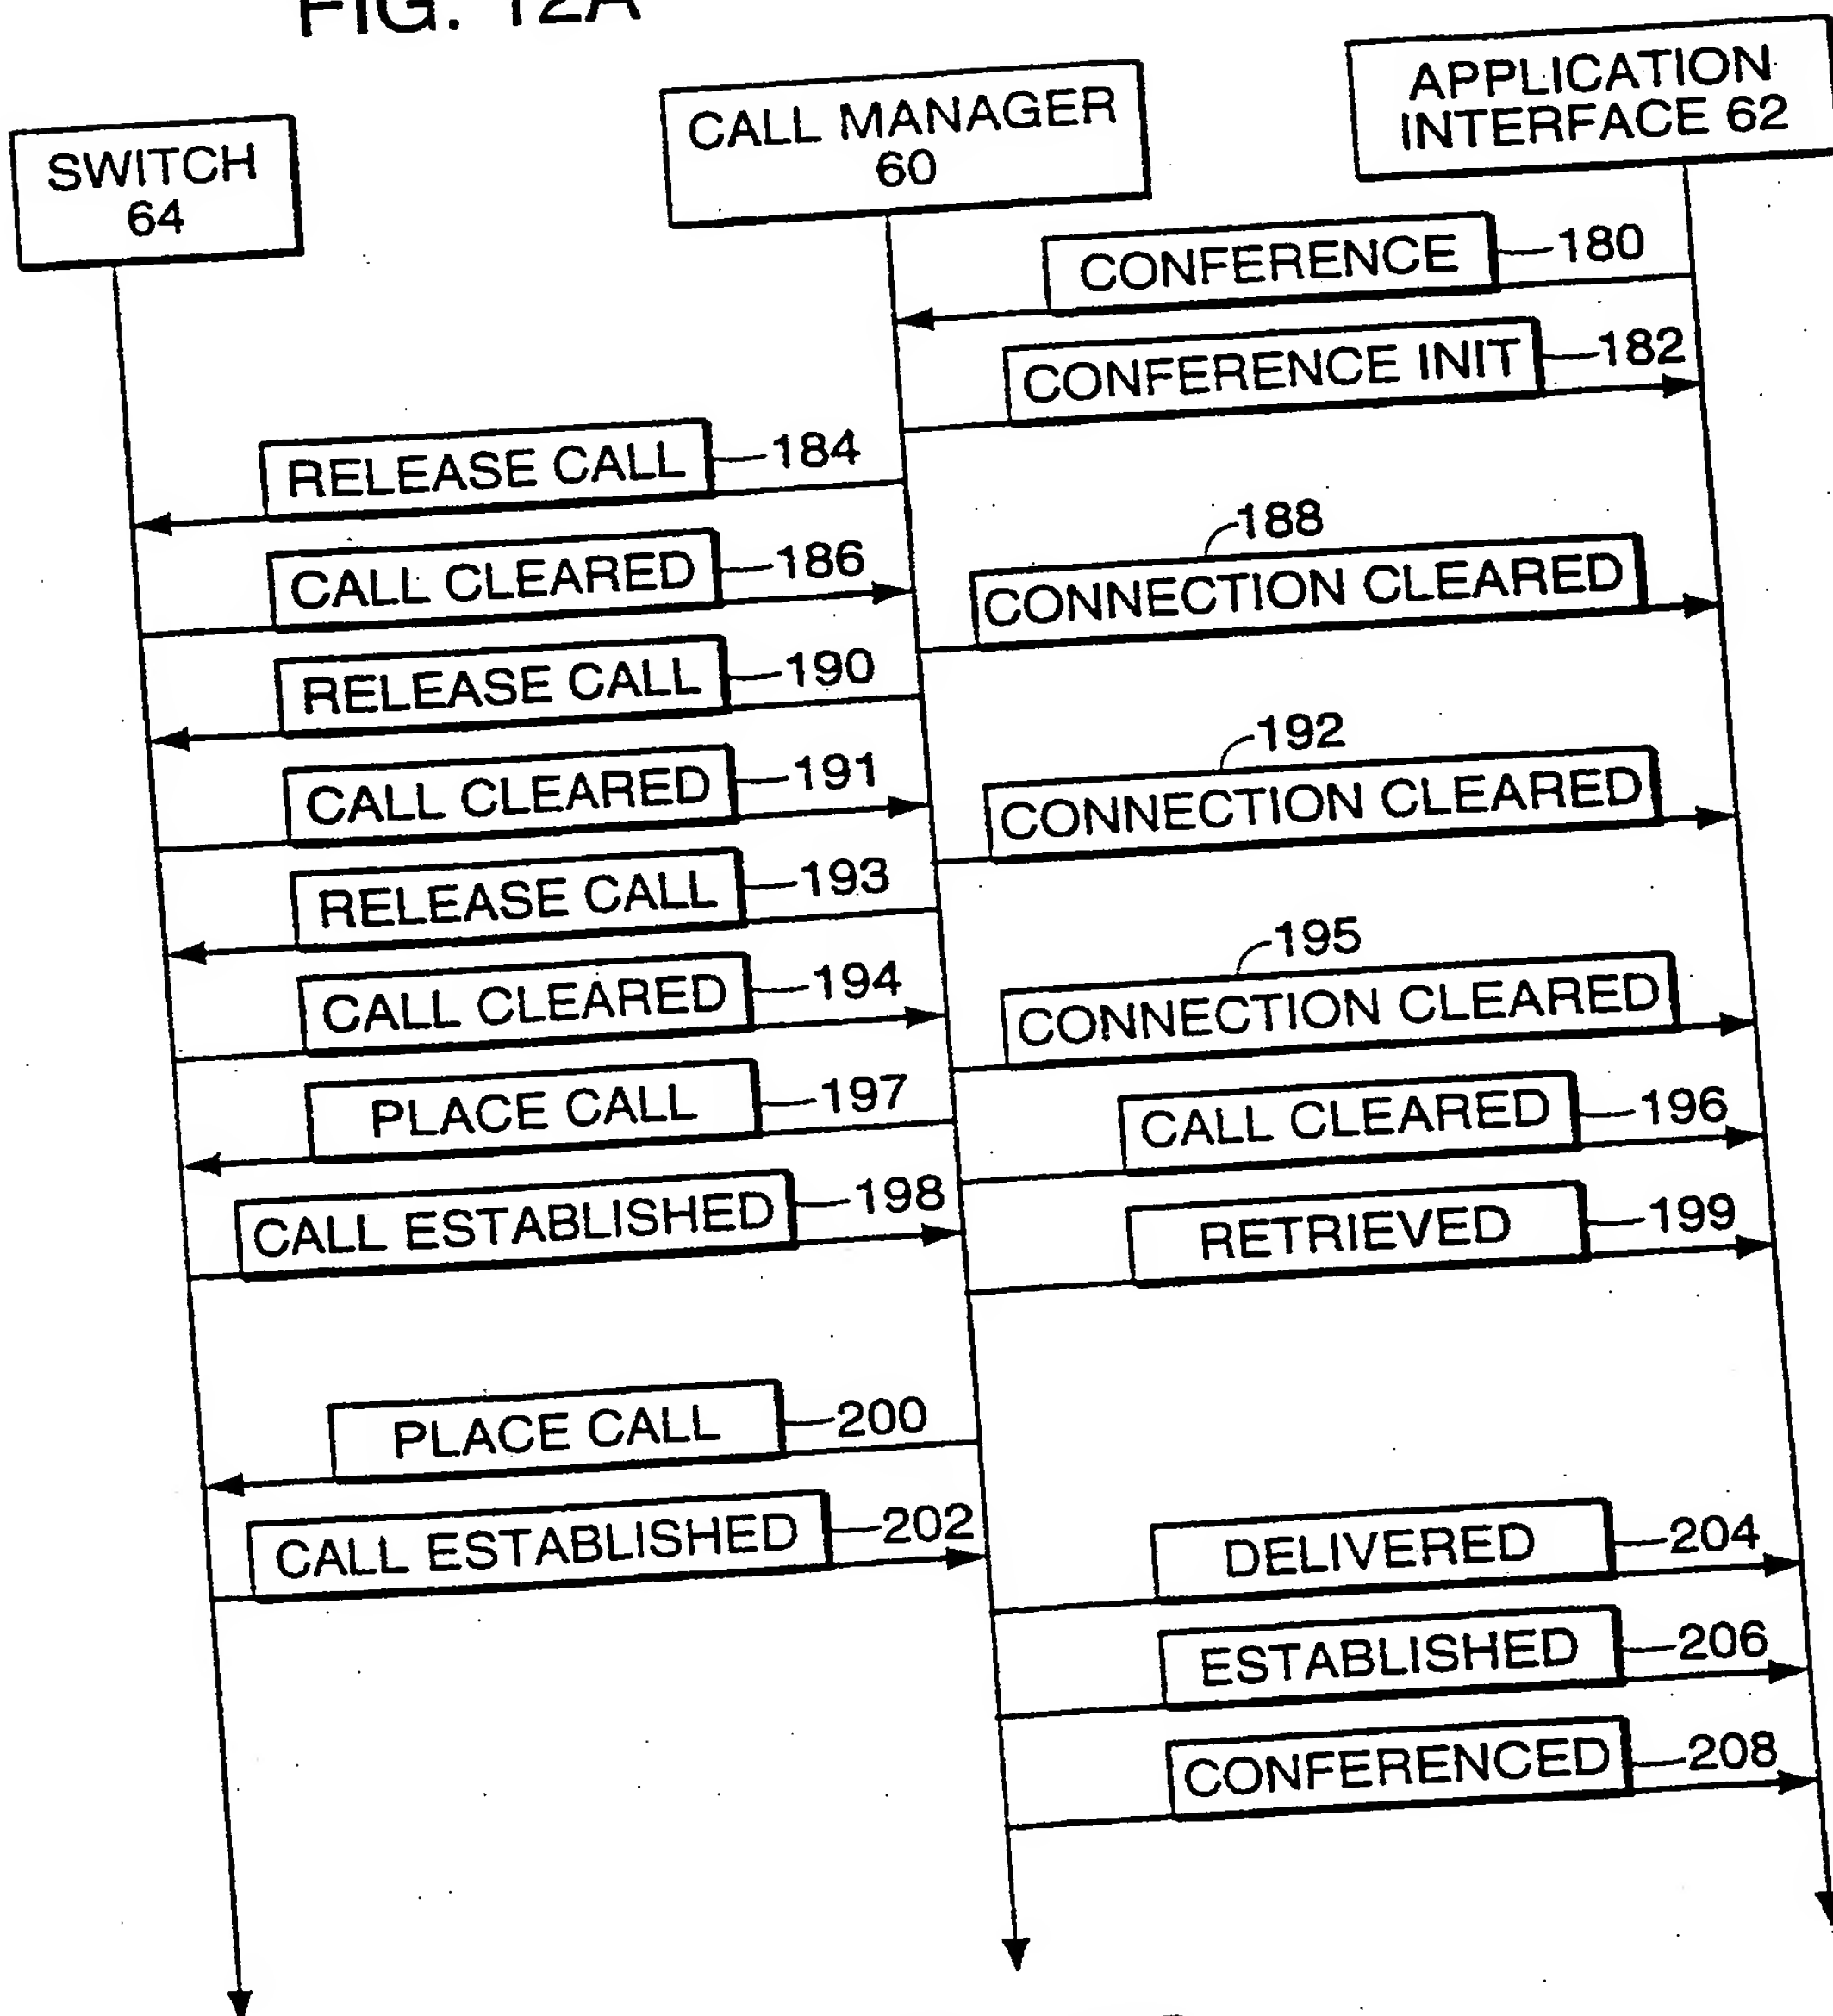 FIG. 12A
SWITCH
64
CALL MANAGER
60
APPLICATION
INTERFACE 62
CONFERENCE 180
CONFERENCE INIT 182
RELEASE CALL 184
CALL CLEARED 186
188
CONNECTION CLEARED
RELEASE CALL 190
CALL CLEARED 191
192
CONNECTION CLEARED
RELEASE CALL 193
CALL CLEARED 194
195
CONNECTION CLEARED
PLACE CALL 197
CALL CLEARED 196
CALL ESTABLISHED 198
RETRIEVED 199
PLACE CALL 200
CALL ESTABLISHED 202
DELIVERED 204
ESTABLISHED 206
CONFERENCED 208